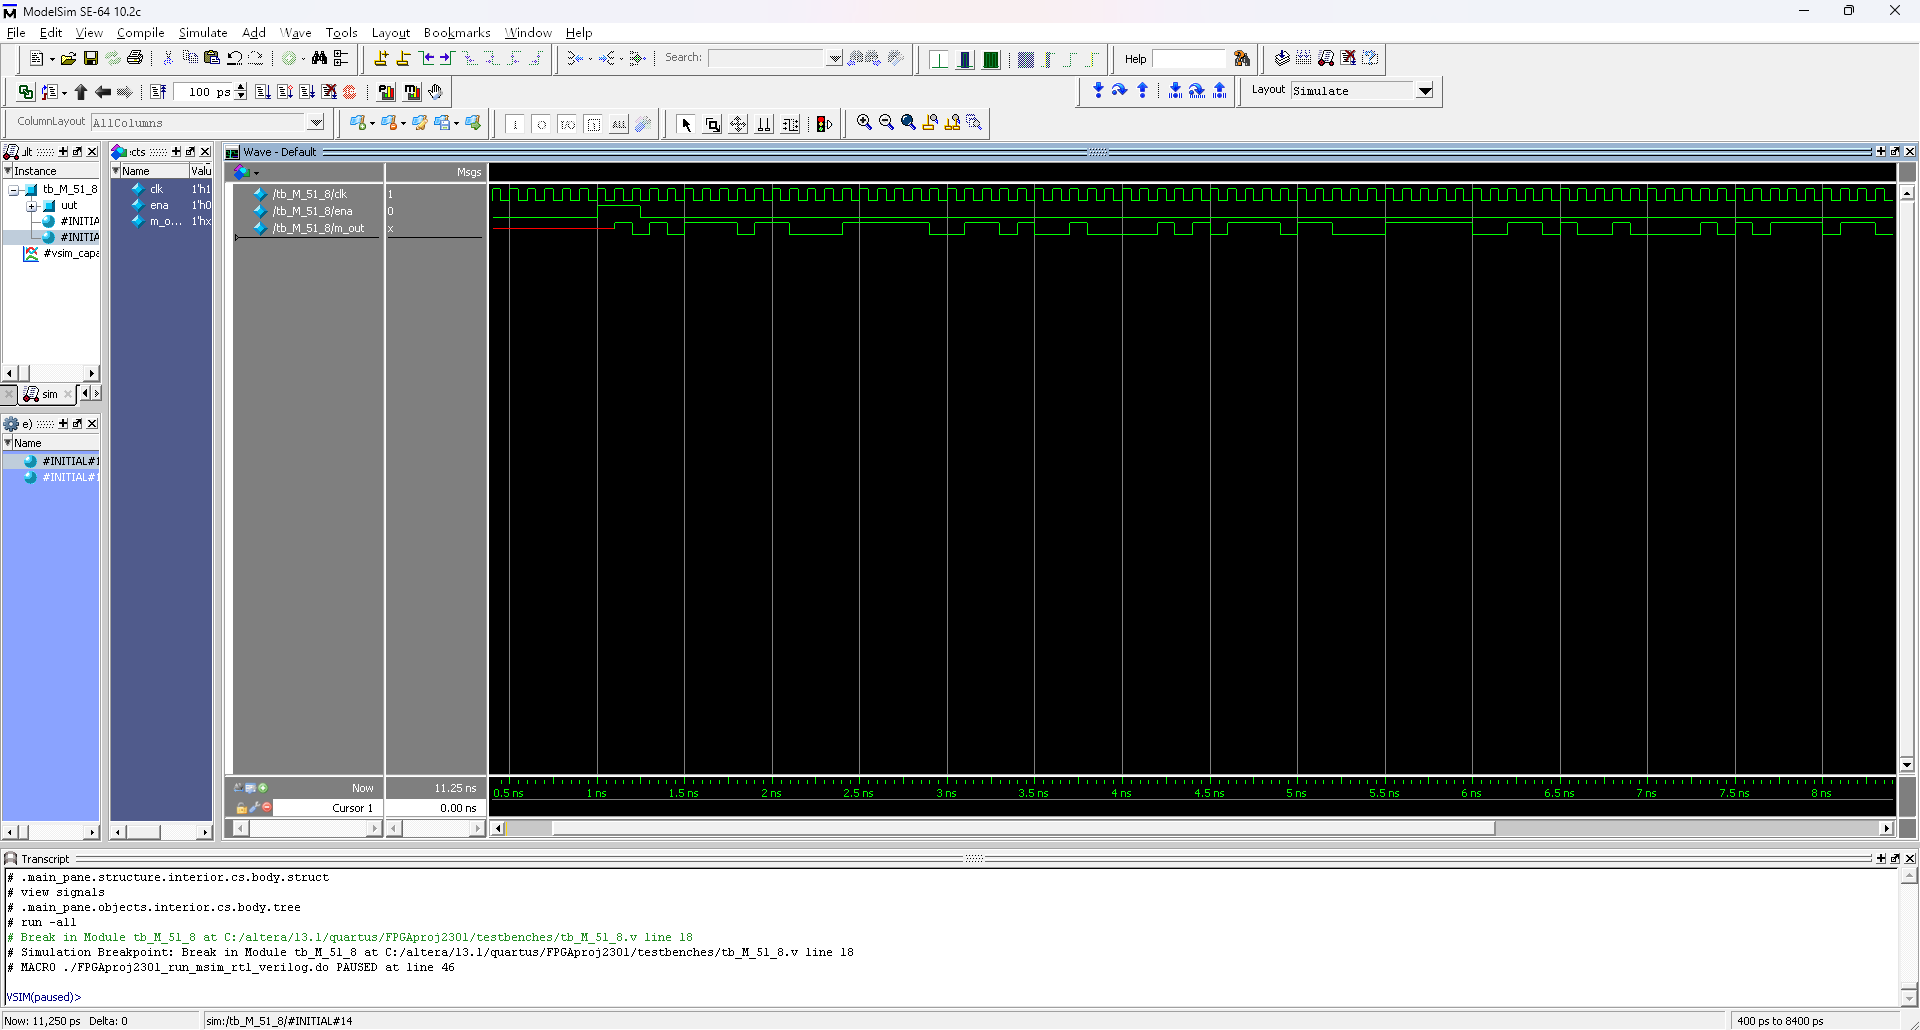 ModelSim SE-64 10.2c
File Edit View Compile Simulate Add Wave Tools Layout Bookmarks Window Help
Search:
Help
100 ps
Layout Simulate
ColumnLayout AllColumns
Instance
tb_M_51_8
uut
#INITIA
#INITIA
#vsim_capa
sim
Name
#INITIAL#1
#INITIAL#1
:cts
Name Valu
clk 1'h1
ena 1'h0
m_o... 1'hx
Wave - Default
Msgs
/tb_M_51_8/clk 1
/tb_M_51_8/ena 0
/tb_M_51_8/m_out x
Now 11.25 ns
Cursor 1 0.00 ns
0.5 ns 1 ns 1.5 ns 2 ns 2.5 ns 3 ns 3.5 ns 4 ns 4.5 ns 5 ns 5.5 ns 6 ns 6.5 ns 7 ns 7.5 ns 8 ns
Transcript
# .main_pane.structure.interior.cs.body.struct
# view signals
# .main_pane.objects.interior.cs.body.tree
# run -all
# Break in Module tb_M_51_8 at C:/altera/13.1/quartus/FPGAproj2301/testbenches/tb_M_51_8.v line 18
# Simulation Breakpoint: Break in Module tb_M_51_8 at C:/altera/13.1/quartus/FPGAproj2301/testbenches/tb_M_51_8.v line 18
# MACRO ./FPGAproj2301_run_msim_rtl_verilog.do PAUSED at line 46
VSIM(paused)>
Now: 11,250 ps Delta: 0
sim:/tb_M_51_8/#INITIAL#14
400 ps to 8400 ps